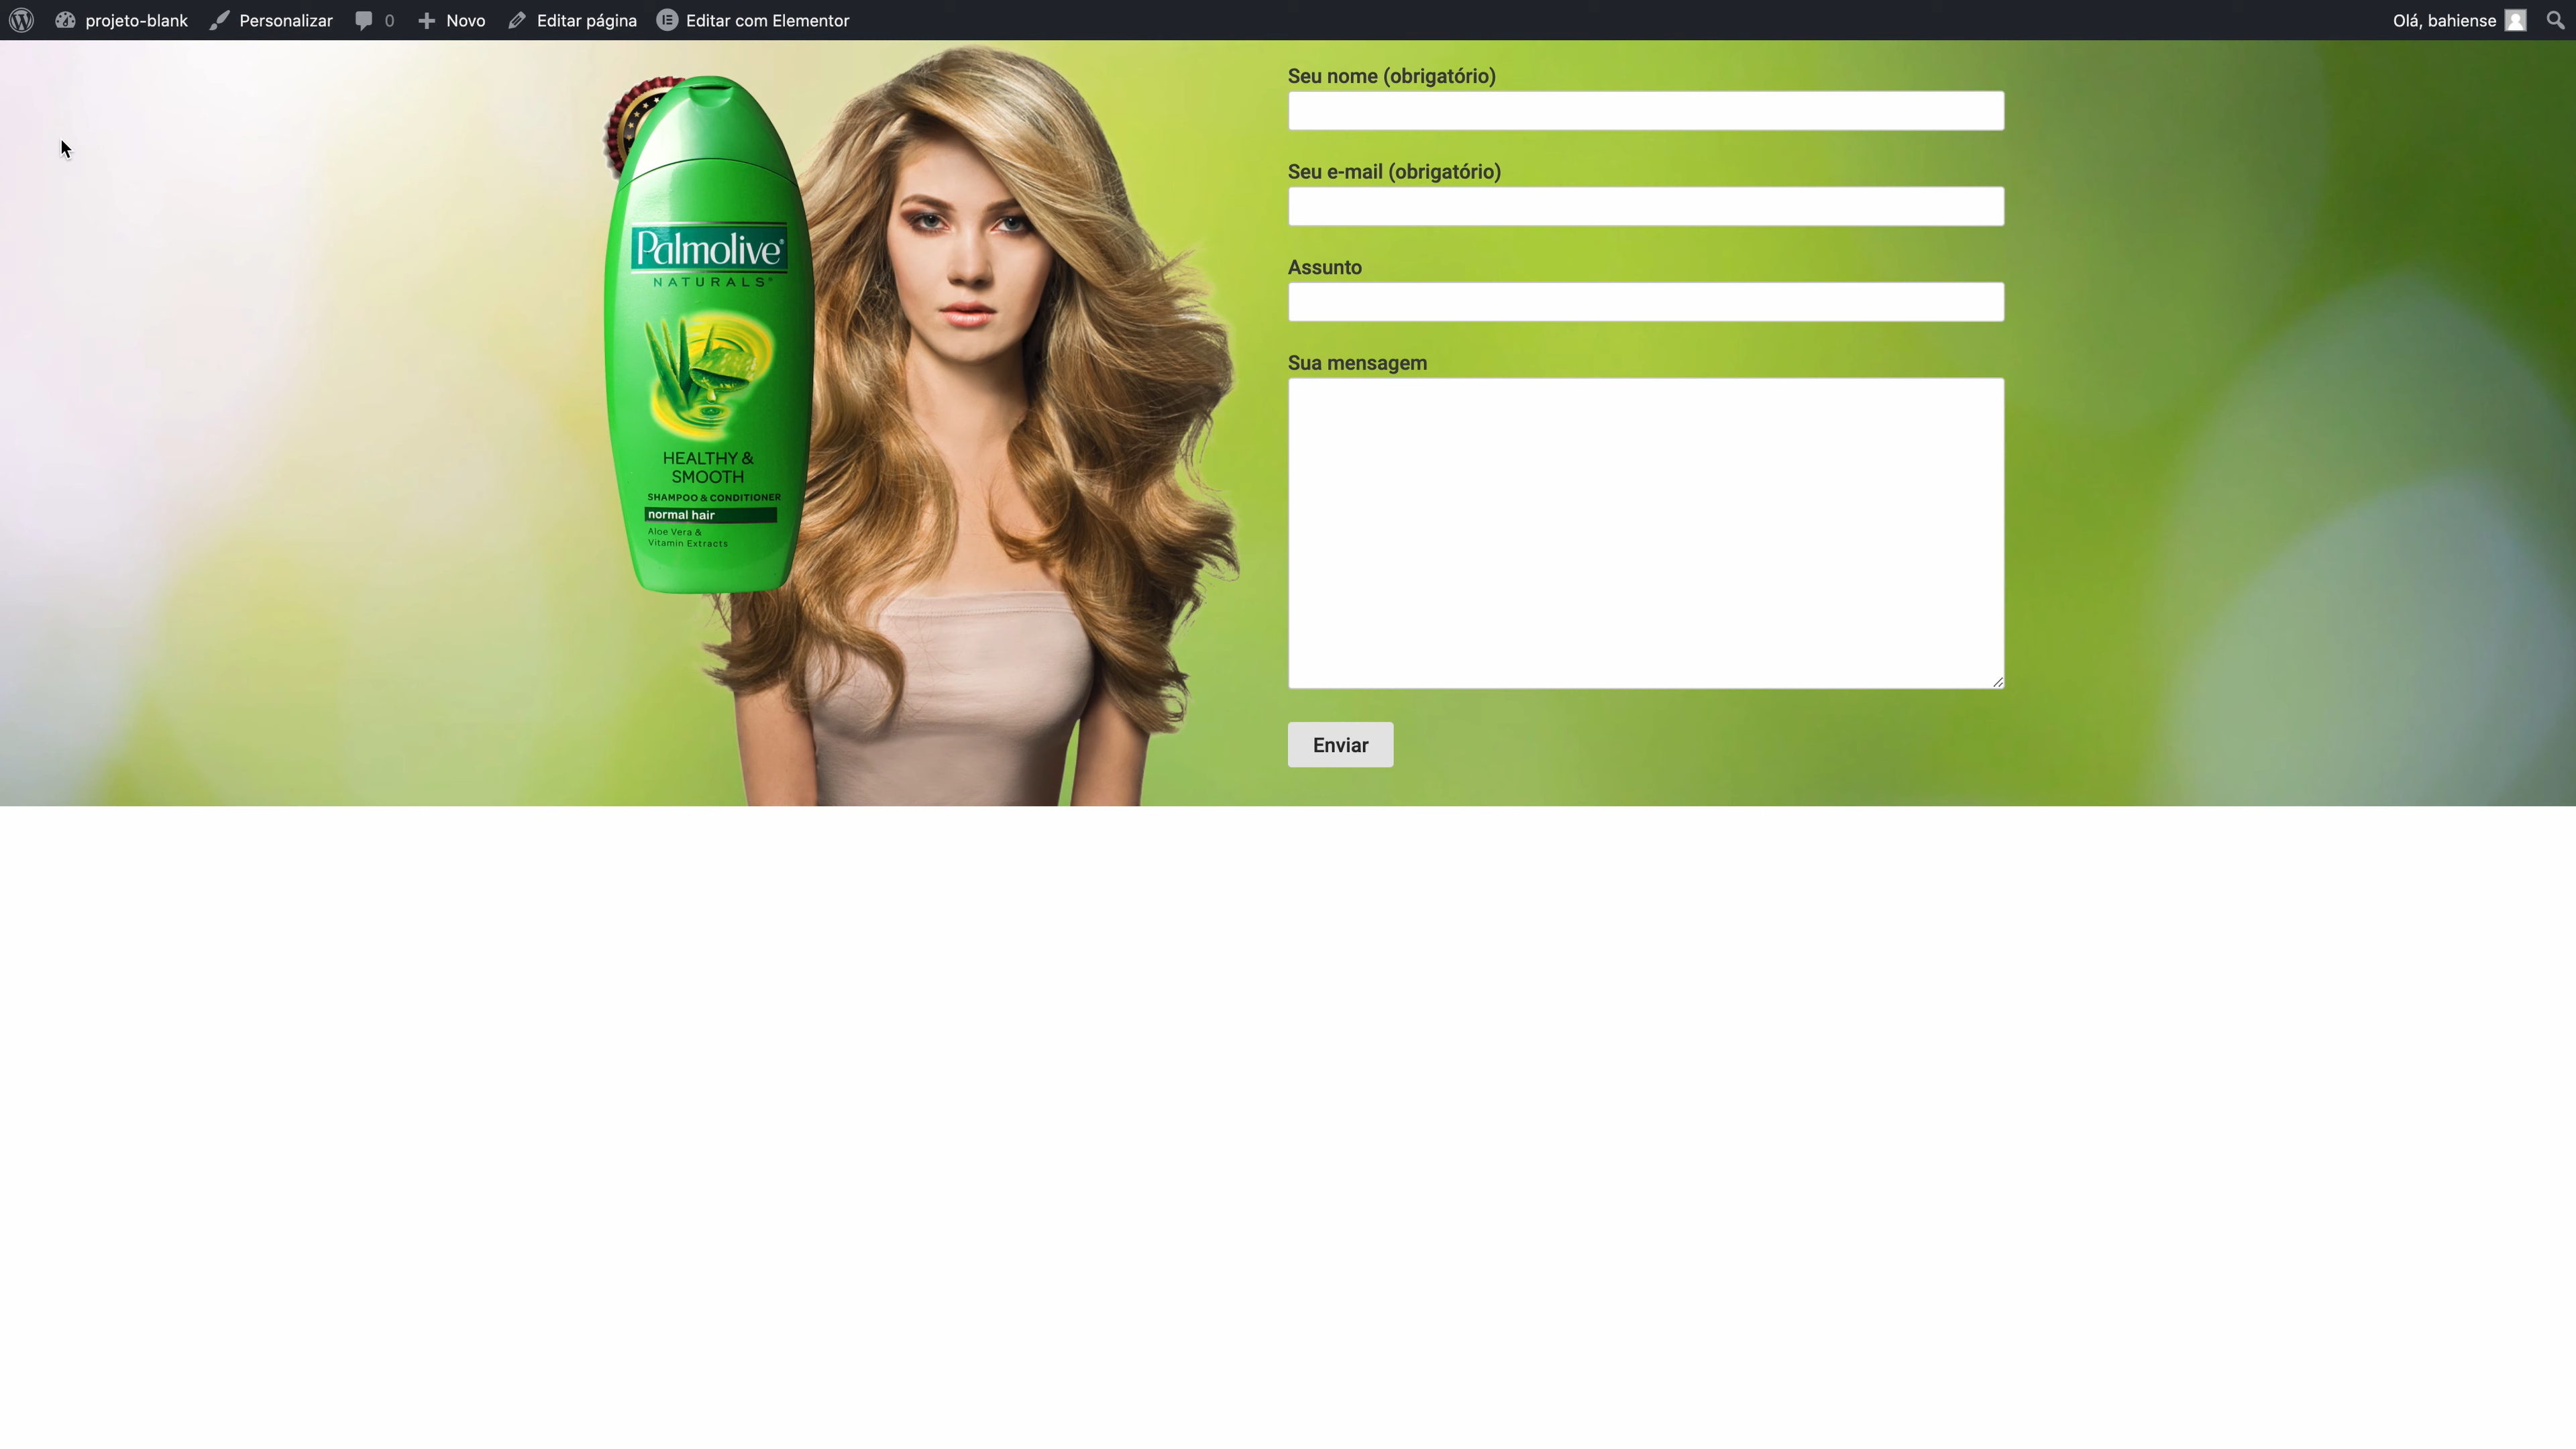 projeto-blank Personalizar 0 Novo Editar página Editar com Elementor Olá, bahiense
Palmolive®
NATURALS®
HEALTHY &
SMOOTH
SHAMPOO & CONDITIONER
normal hair
Aloe Vera &
Vitamin Extracts
Seu nome (obrigatório)
Seu e-mail (obrigatório)
Assunto
Sua mensagem
Enviar